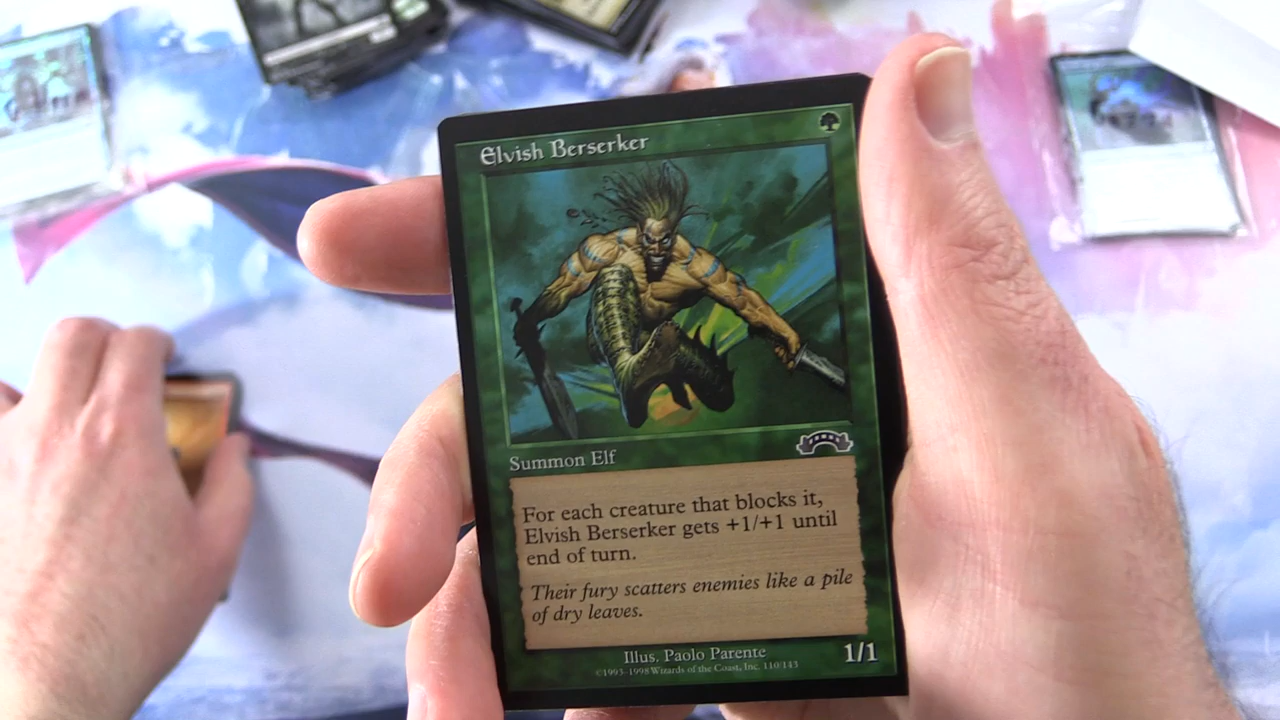 Elvish Berserker
Summon Elf
For each creature that blocks it,
Elvish Berserker gets +1/+1 until
end of turn.
Their fury scatters enemies like a pile
of dry leaves.
Illus. Paolo Parente
1/1
©1993-1998 Wizards of the Coast, Inc. 110/143